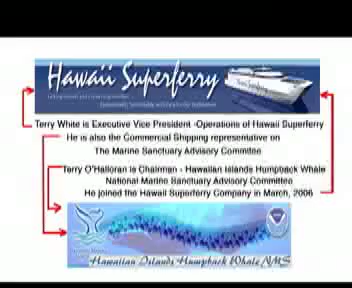 Hawaii Superferry
Terry White is Executive Vice President -Operations of Hawaii Superferry
He is also the Commercial Shipping representative on
The Marine Sanctuary Advisory Committee
Terry O'Halloran is Chairman - Hawaiian Islands Humpback Whale
National Marine Sanctuary Advisory Committee
He joined the Hawaii Superferry Company in March, 2006
Hawaiian Islands Humpback Whale NMS